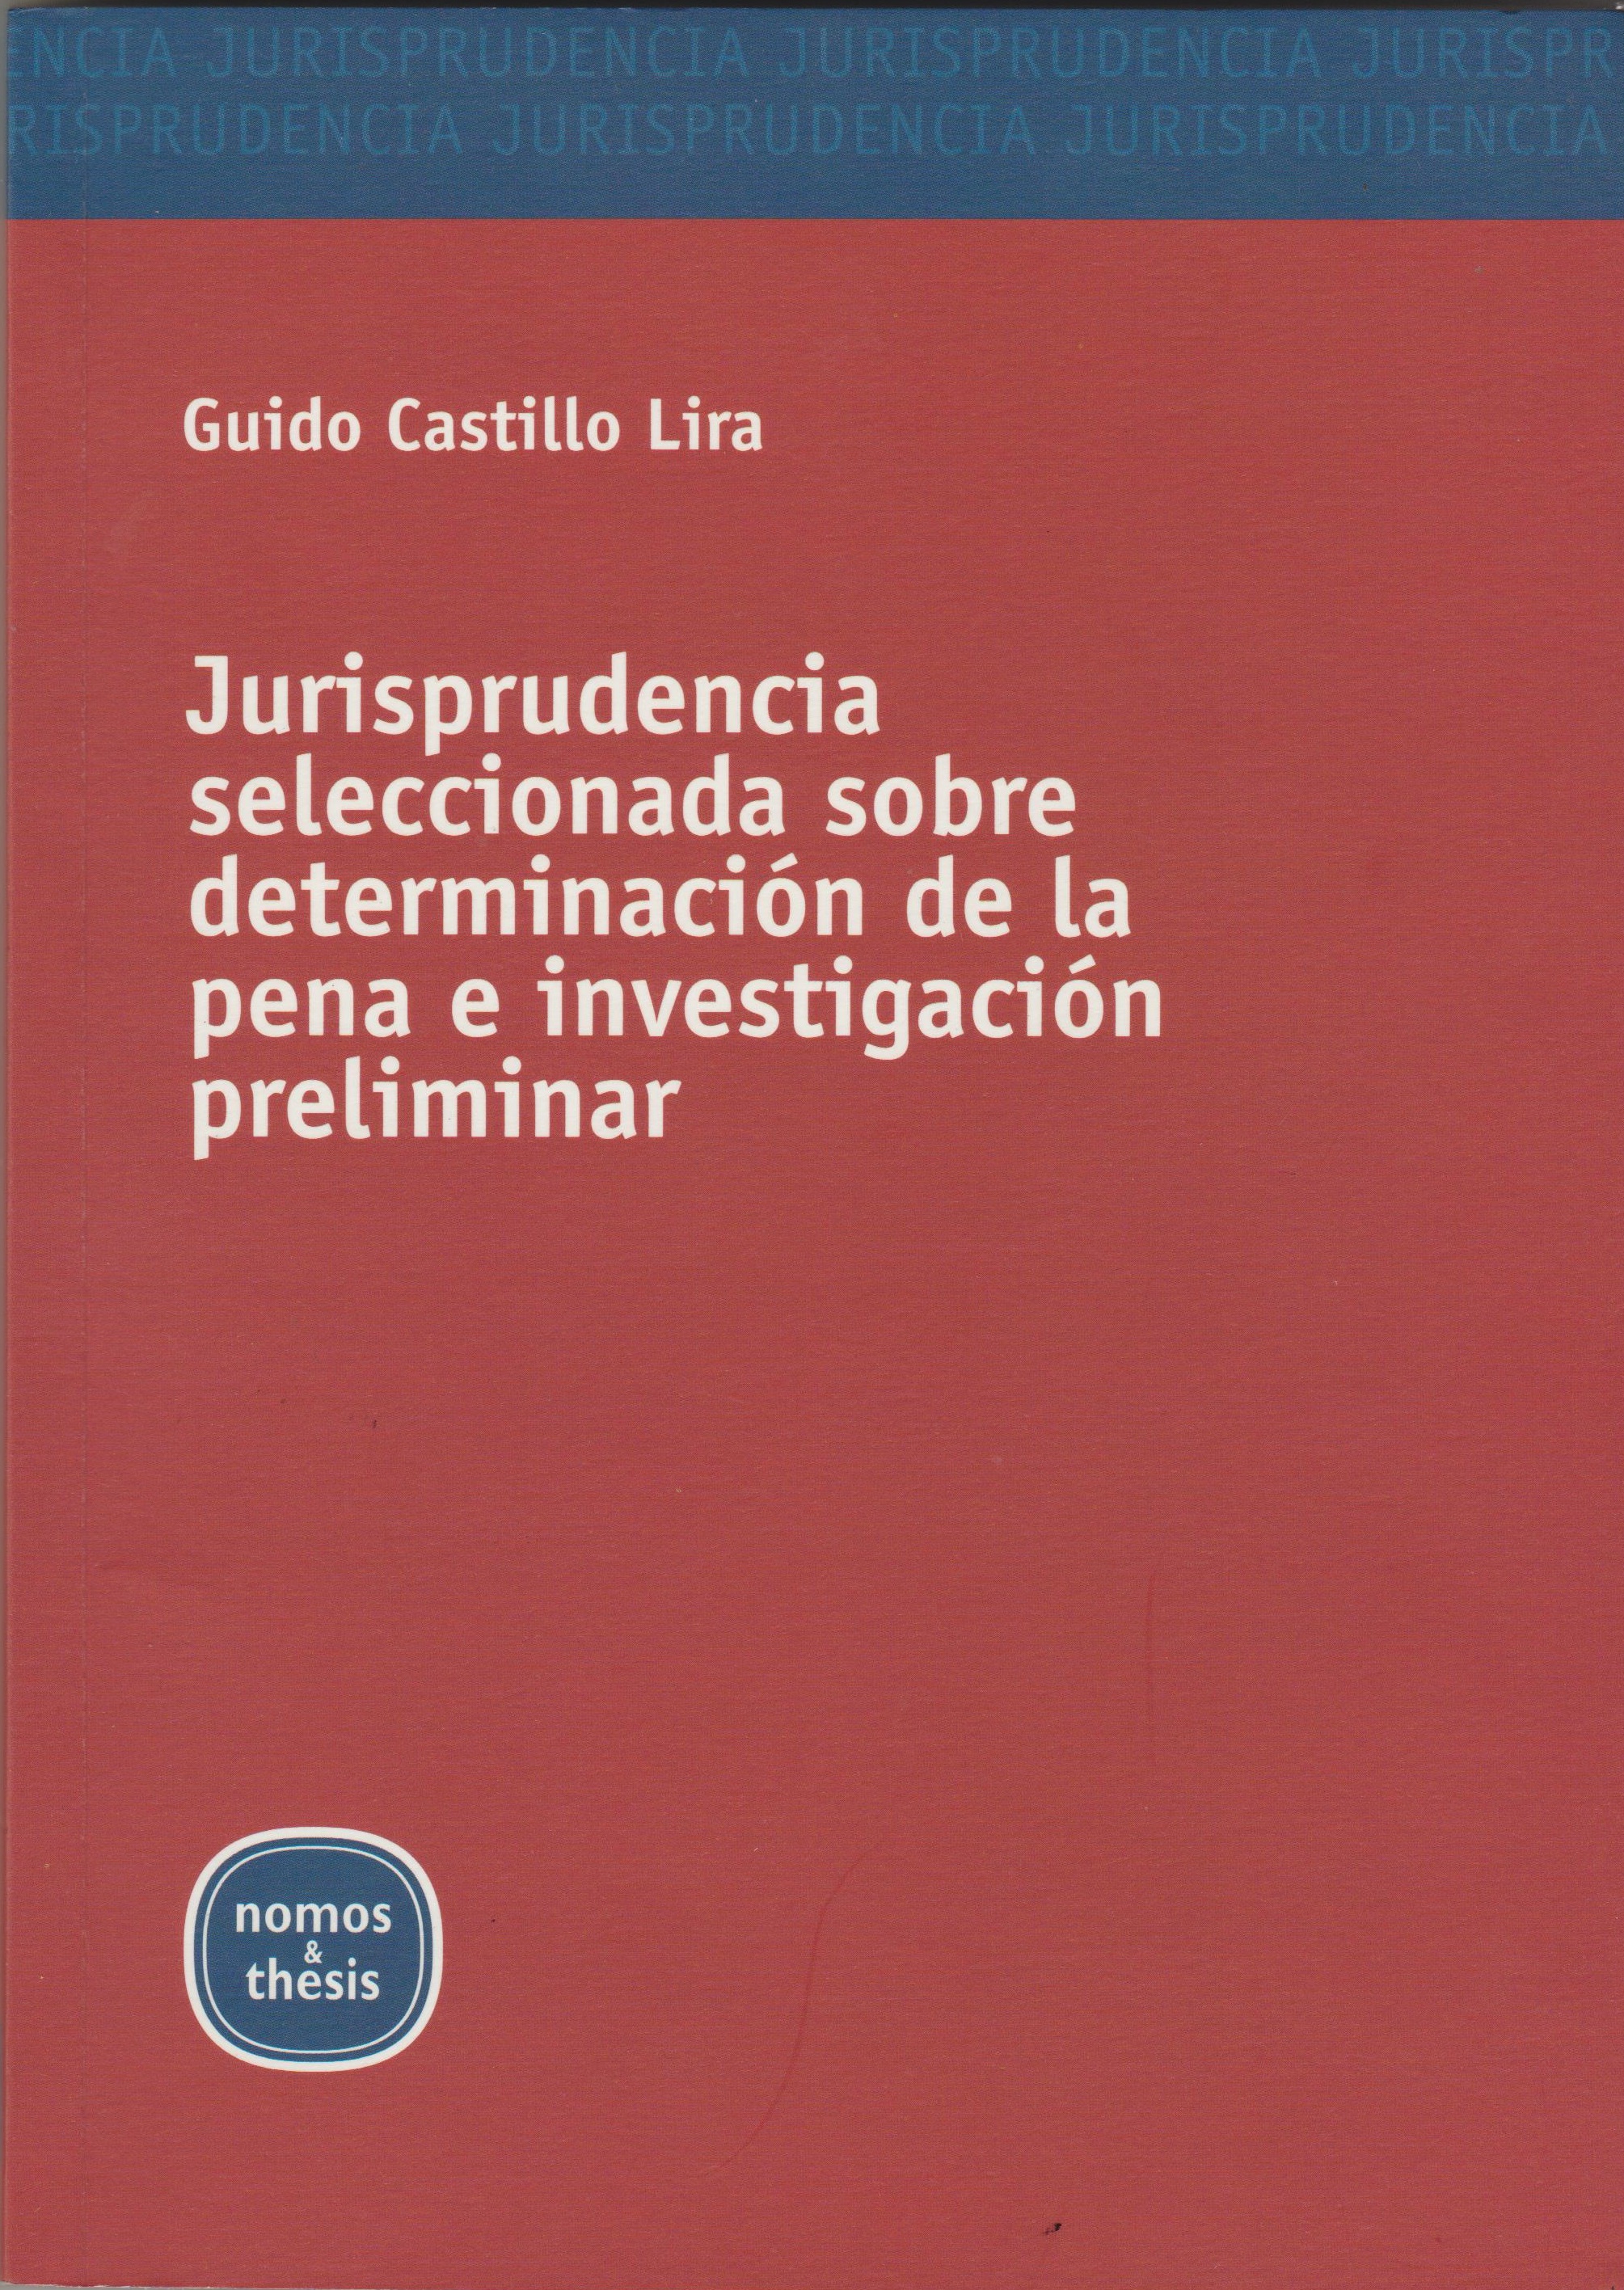 ENCIA JURISPRUDENCIA JURISPRUDENCIA JURISPR
RISPRUDENCIA JURISPRUDENCIA JURISPRUDENCIA
Guido Castillo Lira
Jurisprudencia
seleccionada sobre
determinación de la
pena e investigación
preliminar
nomos
&
thesis